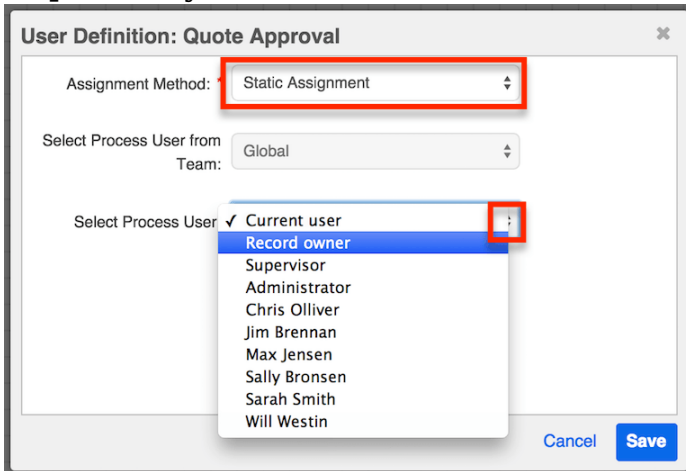 User Definition: Quote Approval
Assignment Method: * Static Assignment
Select Process User from
Team:
Global
Select Process User
✓ Current user
Record owner
Supervisor
Administrator
Chris Olliver
Jim Brennan
Max Jensen
Sally Bronsen
Sarah Smith
Will Westin
Cancel Save